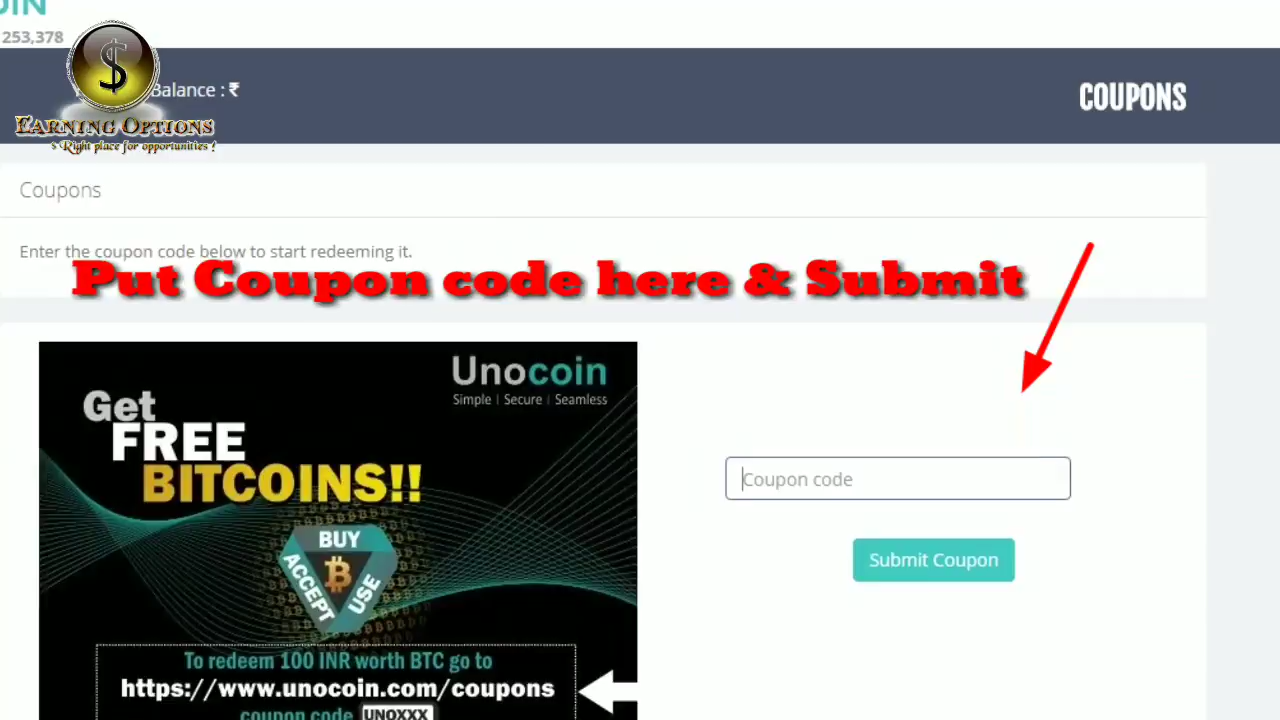 253,378
Balance : ₹
COUPONS
$
EARNING OPTIONS
$ Right place for opportunities !
Coupons
Enter the coupon code below to start redeeming it.
Put Coupon code here & Submit
Unocoin
Simple | Secure | Seamless
Get
FREE
BITCOINS!!
BUY
ACCEPT
USE
Coupon code
Submit Coupon
To redeem 100 INR worth BTC go to
https://www.unocoin.com/coupons
coupon code UNOXXX